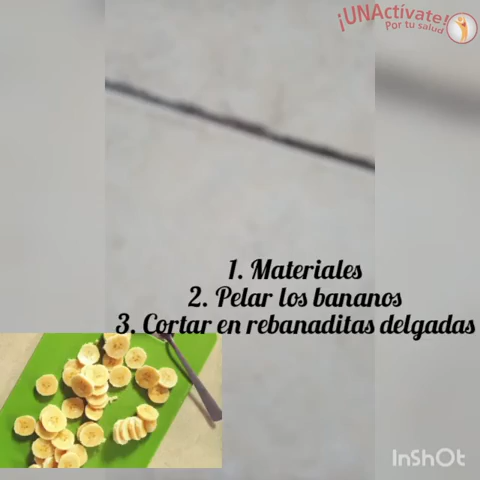 ¡UNActívate!
Por tu salud
1. Materiales
2. Pelar los bananos
3. Cortar en rebanaditas delgadas
InShOt